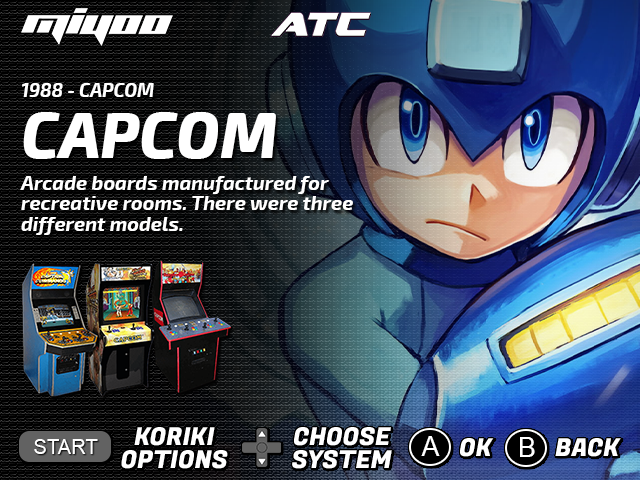 miyoo
ATC
1988 - CAPCOM
CAPCOM
Arcade boards manufactured for
recreative rooms. There were three
different models.
CAPCOM
START
KORIKI
OPTIONS
CHOOSE
SYSTEM
A OK
B BACK